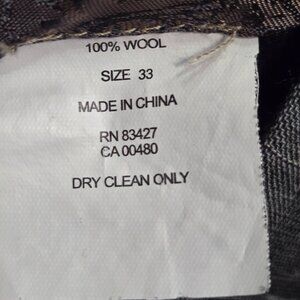 100% WOOL
SIZE 33
MADE IN CHINA
RN 83427
CA 00480
DRY CLEAN ONLY